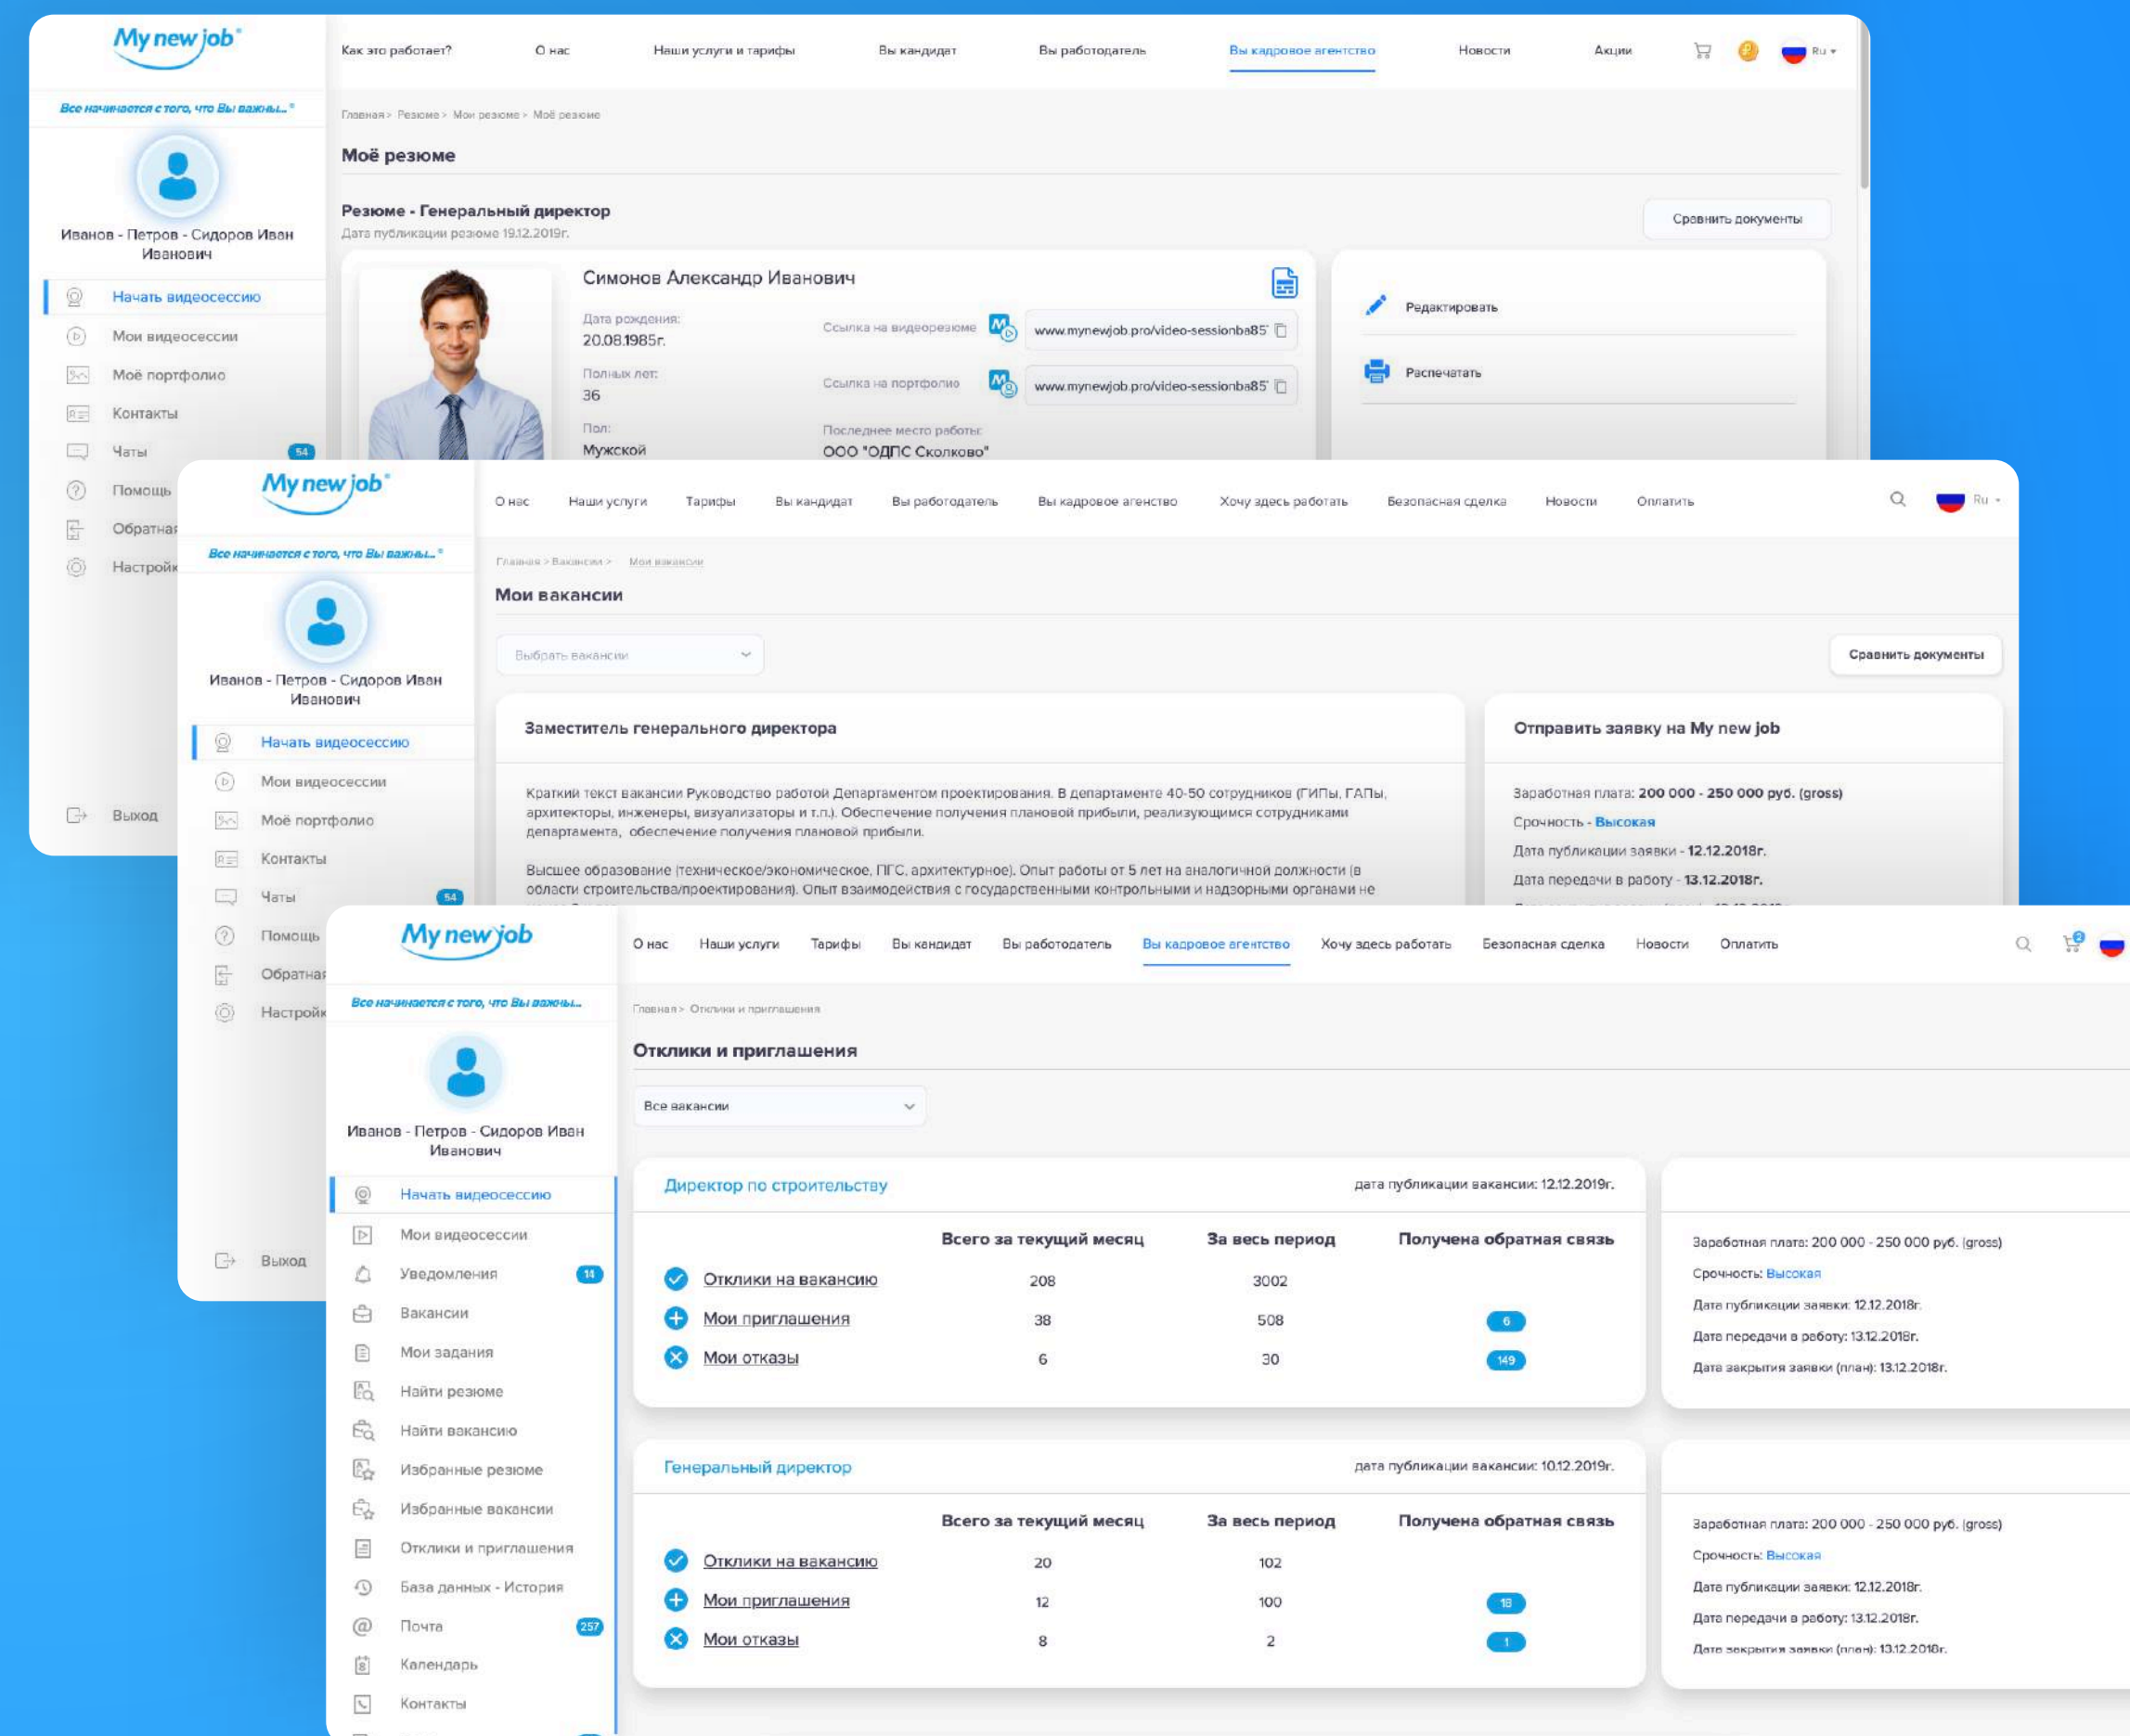 My new job®
Как это работает?
О нас
Наши услуги и тарифы
Вы кандидат
Вы работодатель
Вы кадровое агентство
Новости
Акции
Ru
Все начинается с того, что Вы важны...®
Иванов - Петров - Сидоров Иван
Иванович
Начать видеосессию
Мои видеосессии
Моё портфолио
Контакты
Чаты 54
Помощь
Обратная
Настройк
Выход
Главная > Резюме > Мои резюме > Моё резюме
Моё резюме
Резюме - Генеральный директор
Дата публикации резюме 19.12.2019г.
Сравнить документы
Симонов Александр Иванович
Дата рождения:
20.08.1985г.
Полных лет:
36
Пол:
Мужской
Ссылка на видеорезюме www.mynewjob.pro/video-sessionba85
Ссылка на портфолио www.mynewjob.pro/video-sessionba85
Последнее место работы:
ООО "ОДПС Сколково"
Редактировать
Распечатать
My new job®
О нас
Наши услуги
Тарифы
Вы кандидат
Вы работодатель
Вы кадровое агенство
Хочу здесь работать
Безопасная сделка
Новости
Оплатить
Ru
Все начинается с того, что Вы важны...®
Иванов - Петров - Сидоров Иван
Иванович
Начать видеосессию
Мои видеосессии
Моё портфолио
Контакты
Чаты 54
Помощь
Обратная
Настройк
Выход
Главная > Вакансии > Мои вакансии
Мои вакансии
Выбрать вакансии
Сравнить документы
Заместитель генерального директора
Краткий текст вакансии Руководство работой Департаментом проектирования. В департаменте 40-50 сотрудников (ГИПы, ГАПы,
архитекторы, инженеры, визуализаторы и т.п.). Обеспечение получения плановой прибыли, реализующимся сотрудниками
департамента, обеспечение получения плановой прибыли.
Высшее образование (техническое/экономическое, ПГС, архитектурное). Опыт работы от 5 лет на аналогичной должности (в
области строительства/проектирования). Опыт взаимодействия с государственными контрольными и надзорными органами не
Отправить заявку на My new job
Заработная плата: 200 000 - 250 000 руб. (gross)
Срочность - Высокая
Дата публикации заявки - 12.12.2018г.
Дата передачи в работу - 13.12.2018г.
My new job
О нас
Наши услуги
Тарифы
Вы кандидат
Вы работодатель
Вы кадровое агентство
Хочу здесь работать
Безопасная сделка
Новости
Оплатить
2
Все начинается с того, что Вы важны...
Иванов - Петров - Сидоров Иван
Иванович
Начать видеосессию
Мои видеосессии
Уведомления 14
Вакансии
Мои задания
Найти резюме
Найти вакансию
Избранные резюме
Избранные вакансии
Отклики и приглашения
База данных - История
Почта 257
Календарь
Контакты
Главная > Отклики и приглашения
Отклики и приглашения
Все вакансии
Директор по строительству
дата публикации вакансии: 12.12.2019г.
Всего за текущий месяц За весь период Получена обратная связь
Отклики на вакансию 208 3002
Мои приглашения 38 508 6
Мои отказы 6 30 149
Заработная плата: 200 000 - 250 000 руб. (gross)
Срочность: Высокая
Дата публикации заявки: 12.12.2018г.
Дата передачи в работу: 13.12.2018г.
Дата закрытия заявки (план): 13.12.2018г.
Генеральный директор
дата публикации вакансии: 10.12.2019г.
Всего за текущий месяц За весь период Получена обратная связь
Отклики на вакансию 20 102
Мои приглашения 12 100 18
Мои отказы 8 2 1
Заработная плата: 200 000 - 250 000 руб. (gross)
Срочность: Высокая
Дата публикации заявки: 12.12.2018г.
Дата передачи в работу: 13.12.2018г.
Дата закрытия заявки (план): 13.12.2018г.